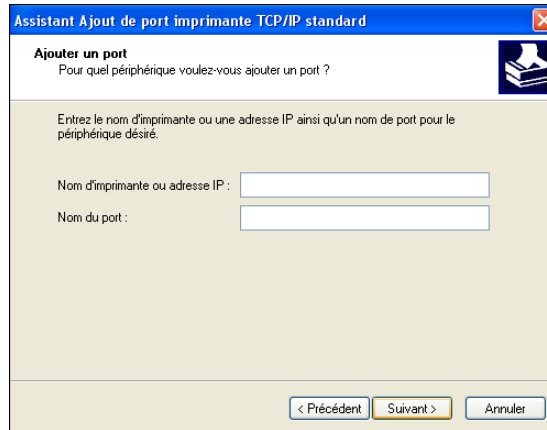 Assistant Ajout de port imprimante TCP/IP standard
Ajouter un port
Pour quel périphérique voulez-vous ajouter un port ?
Entrez le nom d'imprimante ou une adresse IP ainsi qu'un nom de port pour le
périphérique désiré.
Nom d'imprimante ou adresse IP :
Nom du port :
< Précédent Suivant > Annuler